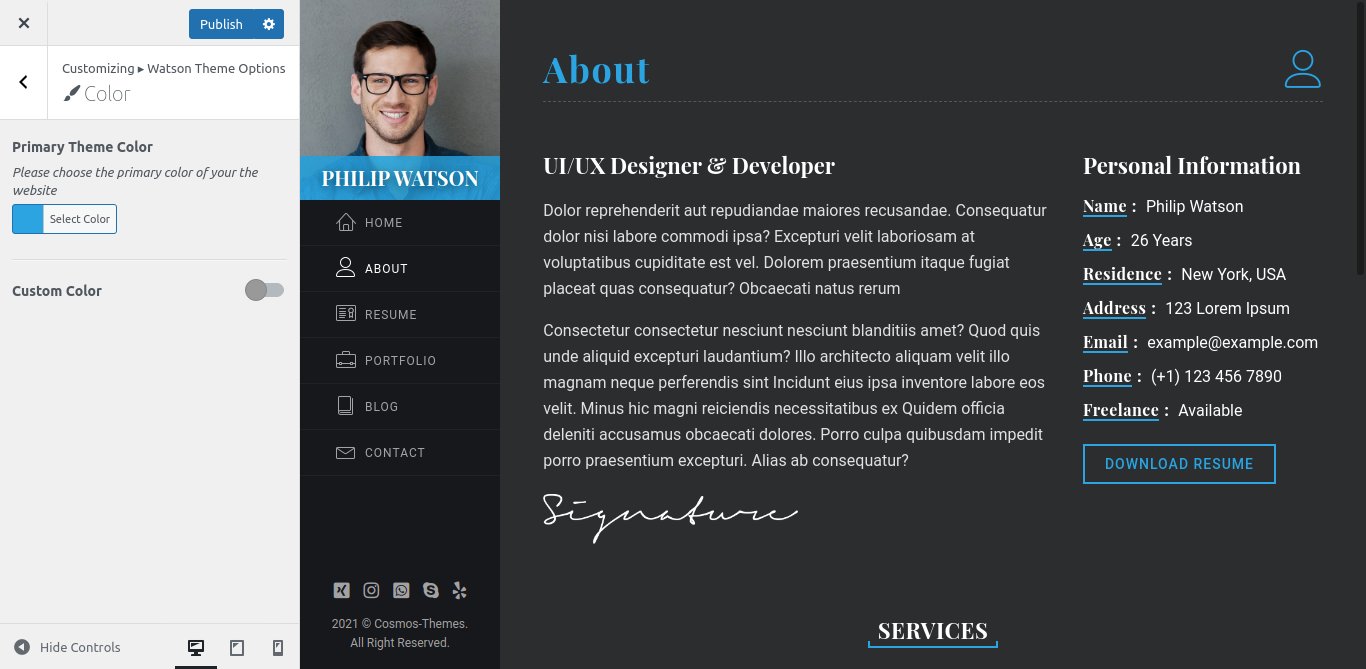 Publish
Customizing ▸ Watson Theme Options
Color
Primary Theme Color
Please choose the primary color of your the
website
Select Color
Custom Color
Hide Controls
PHILIP WATSON
HOME
ABOUT
RESUME
PORTFOLIO
BLOG
CONTACT
2021 © Cosmos-Themes.
All Right Reserved.
About
UI/UX Designer & Developer
Dolor reprehenderit aut repudiandae maiores recusandae. Consequatur
dolor nisi labore commodi ipsa? Excepturi velit laboriosam at
voluptatibus cupiditate est vel. Dolorem praesentium itaque fugiat
placeat quas consequatur? Obcaecati natus rerum
Consectetur consectetur nesciunt nesciunt blanditiis amet? Quod quis
unde aliquid excepturi laudantium? Illo architecto aliquam velit illo
magnam neque perferendis sint Incidunt eius ipsa inventore labore eos
velit. Minus hic magni reiciendis necessitatibus ex Quidem officia
deleniti accusamus obcaecati dolores. Porro culpa quibusdam impedit
porro praesentium excepturi. Alias ab consequatur?
Signature
Personal Information
Name : Philip Watson
Age : 26 Years
Residence : New York, USA
Address : 123 Lorem Ipsum
Email : example@example.com
Phone : (+1) 123 456 7890
Freelance : Available
DOWNLOAD RESUME
SERVICES